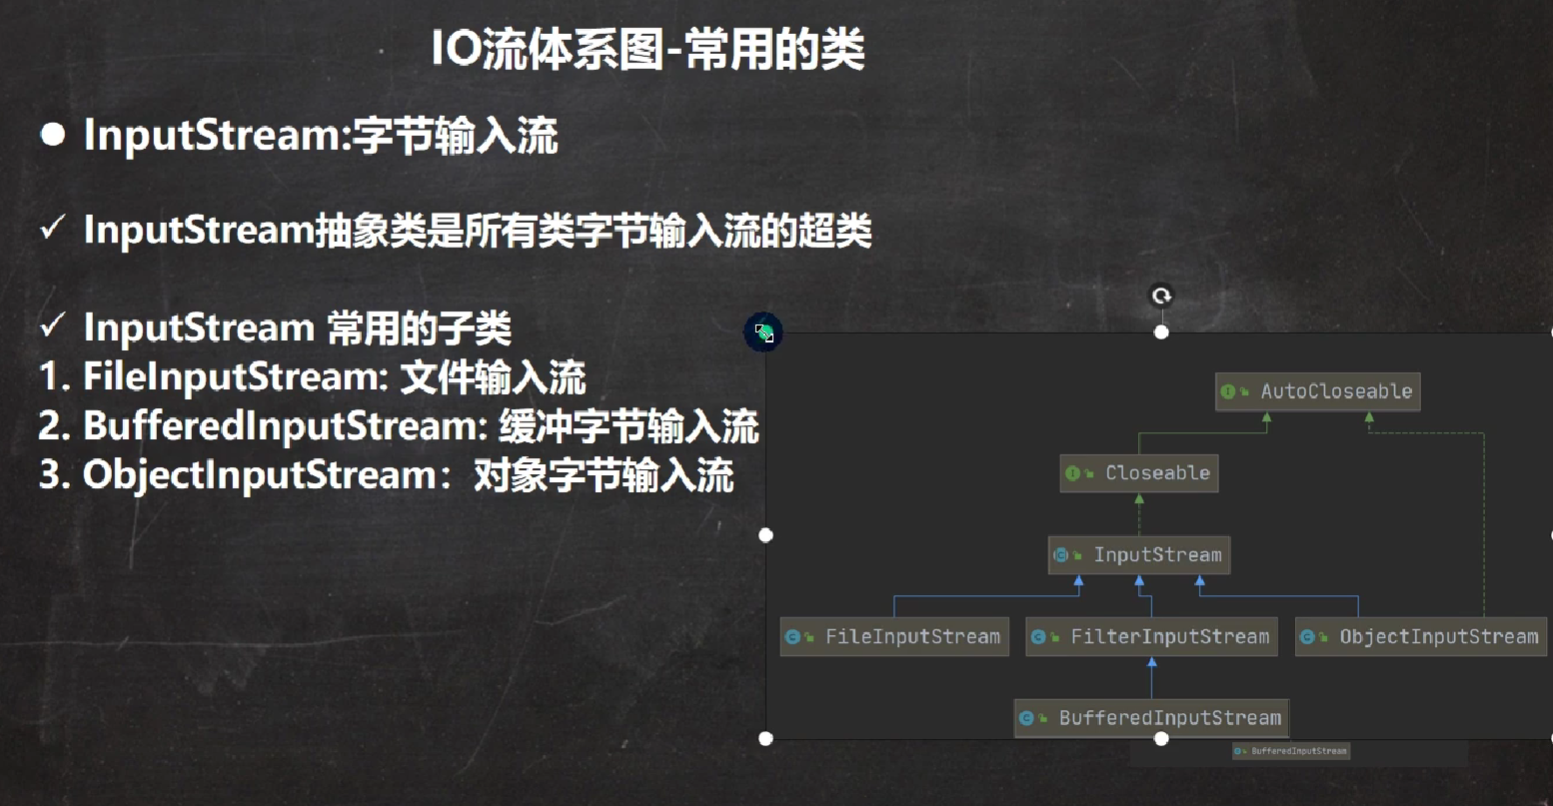 IO流体系图-常用的类
InputStream:字节输入流
InputStream抽象类是所有类字节输入流的超类
InputStream 常用的子类
1. FileInputStream: 文件输入流
2. BufferedInputStream: 缓冲字节输入流
3. ObjectInputStream：对象字节输入流
AutoCloseable
Closeable
InputStream
FileInputStream
FilterInputStream
ObjectInputStream
BufferedInputStream
BufferedInputStream